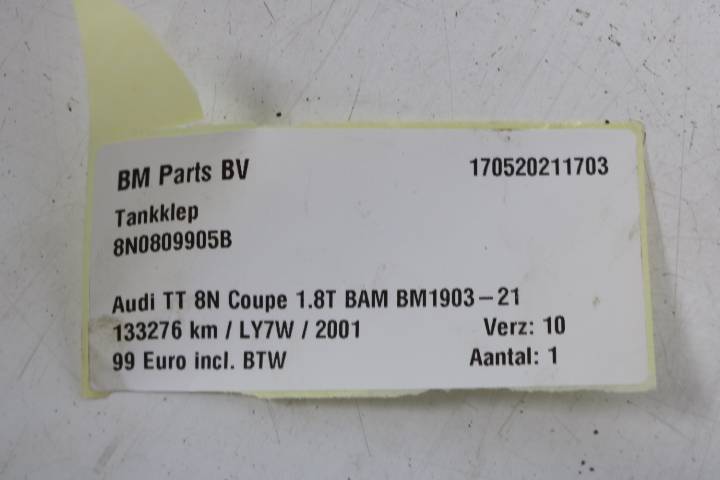 BM Parts BV 170520211703
Tankklep
8N0809905B
Audi TT 8N Coupe 1.8T BAM BM1903-21
133276 km / LY7W / 2001 Verz: 10
99 Euro incl. BTW Aantal: 1